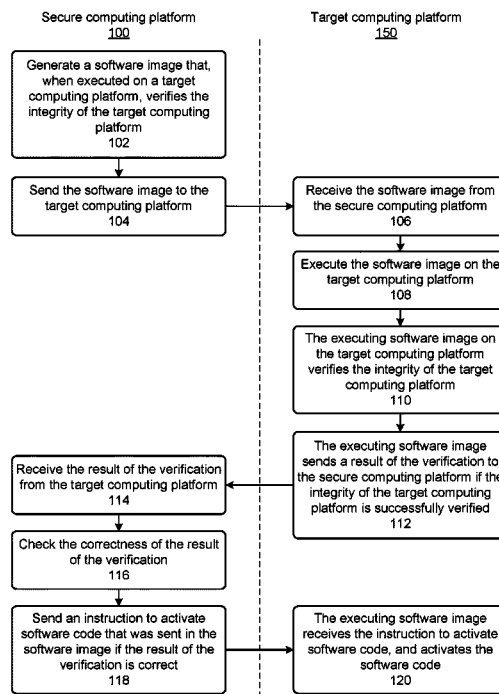 Secure computing platform
100
Target computing platform
150
Generate a software image that,
when executed on a target
computing platform, verifies the
integrity of the target computing
platform
102
Send the software image to the
target computing platform
104
Receive the software image from
the secure computing platform
106
Execute the software image on the
target computing platform
108
The executing software image on
the target computing platform
verifies the integrity of the target
computing platform
110
The executing software image
sends a result of the verification to
the secure computing platform if the
integrity of the target computing
platform is successfully verified
112
Receive the result of the verification
from the target computing platform
114
Check the correctness of the result
of the verification
116
Send an instruction to activate
software code that was sent in the
software image if the result of the
verification is correct
118
The executing software image
receives the instruction to activate
software code, and activates the
software code
120